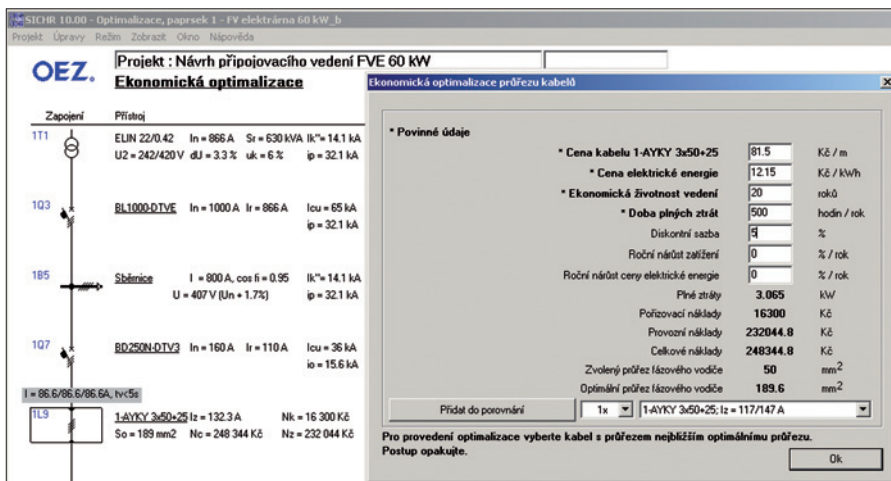 SICHR 10.00 - Optimalizace, paprsek 1 - FV elektrárna 60 kW_b
Projekt Úpravy Režim Zobrazit Okno Nápověda
OEZ.
Projekt : Návrh připojovacího vedení FVE 60 kW
Ekonomická optimalizace
Zapojení Přístroj
1T1 ELIN 22/0.42 In = 866 A Sr = 630 kVA Ik''= 14.1 kA
U2 = 242/420 V dU = 3.3 % uk = 6 % ip = 32.1 kA
1Q3 BL1000-DTVE In = 1000 A Ir = 866 A Icu = 65 kA
ip = 32.1 kA
1B5 Sběrnice I = 800 A, cos fi = 0.95 Ik''= 14.1 kA
U = 407 V (Un + 1.7%) ip = 32.1 kA
1Q7 BD250N-DTV3 In = 160 A Ir = 110 A Icu = 36 kA
io = 15.6 kA
I = 86.6/86.6/86.6A, tvc5s
1L9 1-AYKY 3x50+25 Iz = 132.3 A Nk = 16 300 Kč
So = 189 mm2 Nc = 248 344 Kč Nz = 232 044 Kč
Ekonomická optimalizace průřezu kabelů
* Povinné údaje
* Cena kabelu 1-AYKY 3x50+25 81.5 Kč / m
* Cena elektrické energie 12.15 Kč / kWh
* Ekonomická životnost vedení 20 roků
* Doba plných ztrát 500 hodin / rok
Diskontní sazba 5 %
Roční nárůst zatížení 0 % / rok
Roční nárůst ceny elektrické energie 0 % / rok
Plné ztráty 3.065 kW
Pořizovací náklady 16300 Kč
Provozní náklady 232044.8 Kč
Celkové náklady 248344.8 Kč
Zvolený průřez fázového vodiče 50 mm2
Optimální průřez fázového vodiče 189.6 mm2
Přidat do porovnání 1x 1-AYKY 3x50+25; Iz = 117/147 A
Pro provedení optimalizace vyberte kabel s průřezem nejbližším optimálnímu průřezu.
Postup opakujte.
Ok